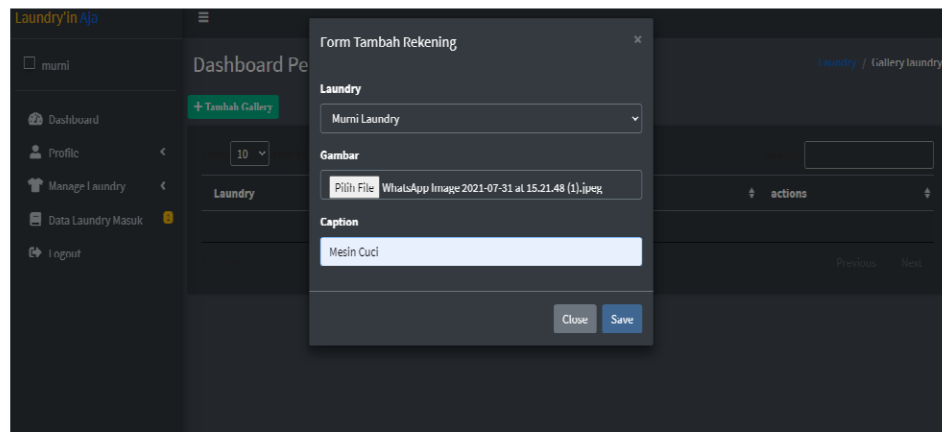 Laundry'in Aja
Form Tambah Rekening
×
murni
Dashboard Pe
Laundry / Gallery laundry
Laundry
+ Tambah Gallery
Murni Laundry
Dashboard
Profile
10
Gambar
Manage Laundry
Laundry
Pilih File WhatsApp Image 2021-07-31 at 15.21.48 (1).jpeg
actions
Data Laundry Masuk
Caption
Logout
Mesin Cuci
Previous Next
Close Save